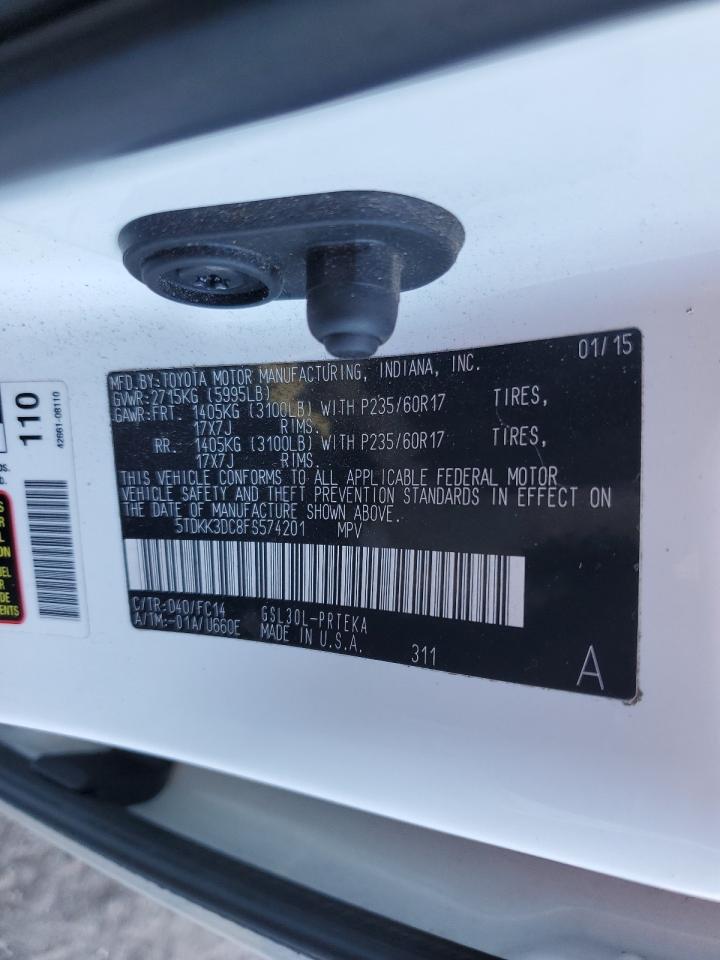 MFD.BY:TOYOTA MOTOR MANUFACTURING, INDIANA, INC. 01/15
GVWR:2715KG (5995LB)
GAWR:FRT. 1405KG (3100LB) WITH P235/60R17 TIRES,
17X7J RIMS.
RR. 1405KG (3100LB) WITH P235/60R17 TIRES,
17X7J RIMS.
THIS VEHICLE CONFORMS TO ALL APPLICABLE FEDERAL MOTOR
VEHICLE SAFETY AND THEFT PREVENTION STANDARDS IN EFFECT ON
THE DATE OF MANUFACTURE SHOWN ABOVE.
5TDKK3DC8FS574201 MPV
C/TR:040/FC14 GSL30L-PRTEKA
A/TM:-01A/U660E MADE IN U.S.A. 311 A
110
42661-08110